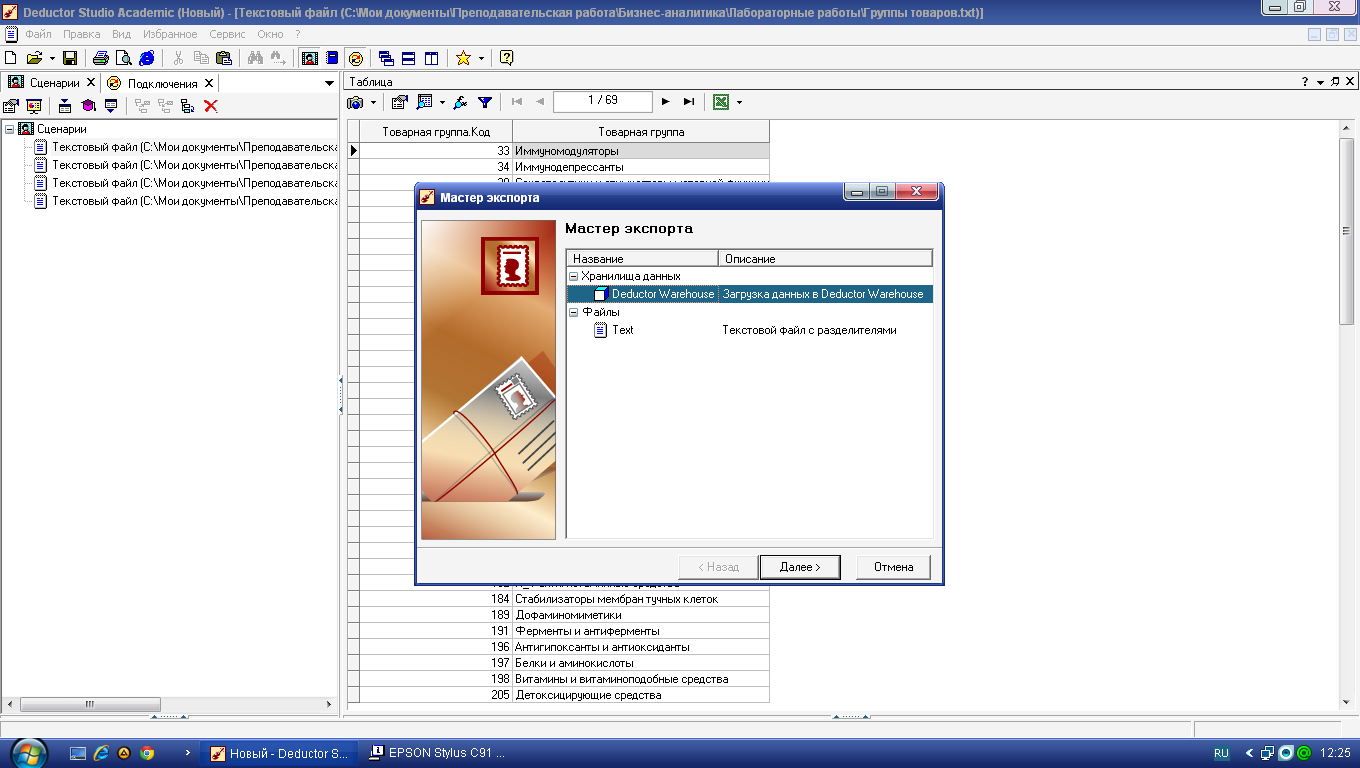 Deductor Studio Academic (Новый) - [Текстовый файл (C:\Мои документы\Преподавательская работа\Бизнес-аналитика\Лабораторные работы\Группы товаров.txt)]
Файл Правка Вид Избранное Сервис Окно ?
Сценарии Подключения
Таблица
1 / 69
Сценарии
Текстовый файл (C:\Мои документы\Преподавательска
Текстовый файл (C:\Мои документы\Преподавательска
Текстовый файл (C:\Мои документы\Преподавательска
Текстовый файл (C:\Мои документы\Преподавательска
Товарная группа.Код Товарная группа
33 Иммуномодуляторы
34 Иммунодепрессанты
Мастер экспорта
Мастер экспорта
Название Описание
Хранилища данных
Deductor Warehouse Загрузка данных в Deductor Warehouse
Файлы
Text Текстовой файл с разделителями
< Назад Далее > Отмена
184 Стабилизаторы мембран тучных клеток
189 Дофаминомиметики
191 Ферменты и антиферменты
196 Антигипоксанты и антиоксиданты
197 Белки и аминокислоты
198 Витамины и витаминоподобные средства
205 Детоксицирующие средства
Новый - Deductor S... EPSON Stylus C91 ... RU 12:25